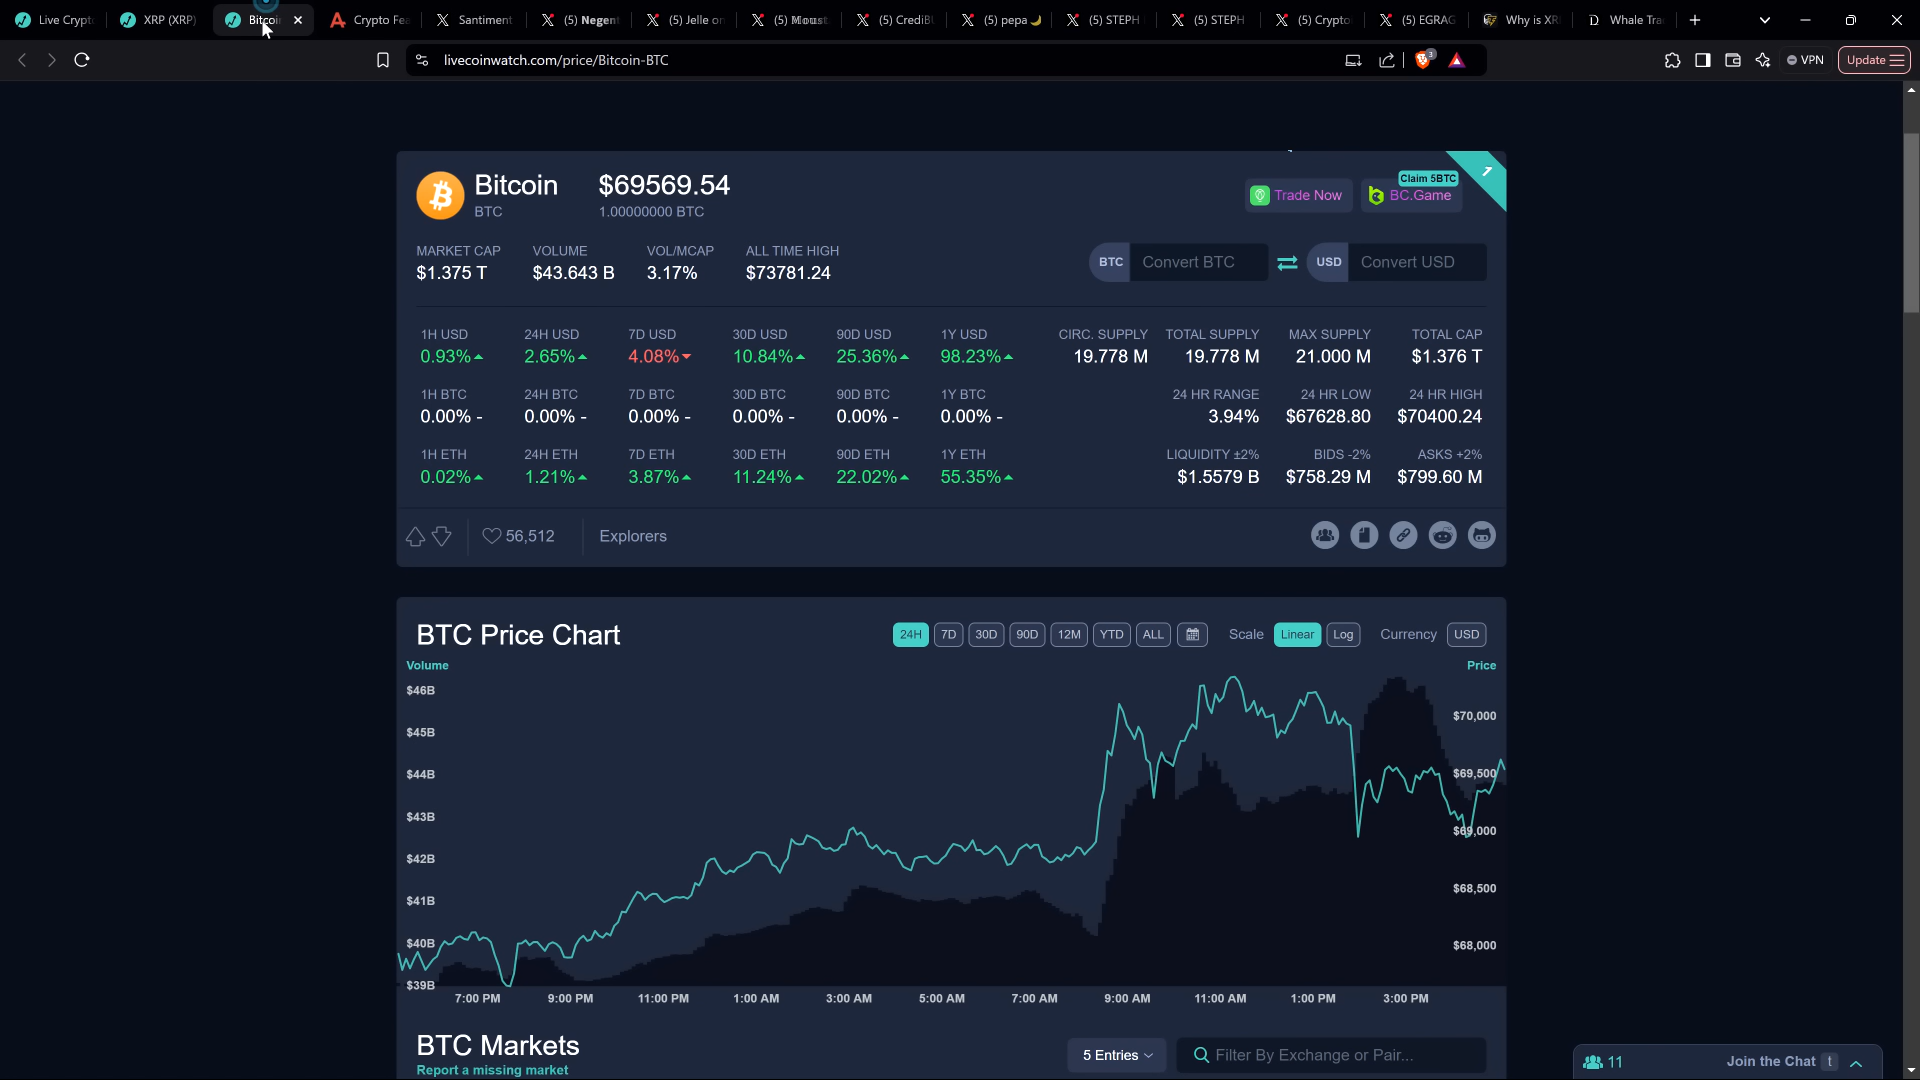 Live Crypt
XRP (XRP)
Bitcoi
Crypto Fea
Santiment
(5) Negen
(5) Jelle on
(5) Moust
(5) CrediBl
(5) pepa 🌙
(5) STEPH
(5) STEPH
(5) Crypto
(5) EGRAG
Why is XR
Whale Tra
livecoinwatch.com/price/Bitcoin-BTC
3
VPN
Update
Bitcoin
$69569.54
BTC
1.00000000 BTC
Trade Now
Claim 5BTC
BC.Game
1
MARKET CAP VOLUME VOL/MCAP ALL TIME HIGH
$1.375 T $43.643 B 3.17% $73781.24
BTC Convert BTC USD Convert USD
1H USD 24H USD 7D USD 30D USD 90D USD 1Y USD CIRC. SUPPLY TOTAL SUPPLY MAX SUPPLY TOTAL CAP
0.93% 2.65% 4.08% 10.84% 25.36% 98.23% 19.778 M 19.778 M 21.000 M $1.376 T
1H BTC 24H BTC 7D BTC 30D BTC 90D BTC 1Y BTC 24 HR RANGE 24 HR LOW 24 HR HIGH
0.00% - 0.00% - 0.00% - 0.00% - 0.00% - 0.00% - 3.94% $67628.80 $70400.24
1H ETH 24H ETH 7D ETH 30D ETH 90D ETH 1Y ETH LIQUIDITY ±2% BIDS -2% ASKS +2%
0.02% 1.21% 3.87% 11.24% 22.02% 55.35% $1.5579 B $758.29 M $799.60 M
56,512 Explorers
BTC Price Chart
24H 7D 30D 90D 12M YTD ALL Scale Linear Log Currency USD
Volume Price
$46B
$70,000
$45B
$44B
$69,500
$43B
$69,000
$42B
$68,500
$41B
$40B
$68,000
$39B
7:00 PM 9:00 PM 11:00 PM 1:00 AM 3:00 AM 5:00 AM 7:00 AM 9:00 AM 11:00 AM 1:00 PM 3:00 PM
BTC Markets
Report a missing market
5 Entries
Filter By Exchange or Pair...
11
Join the Chat t